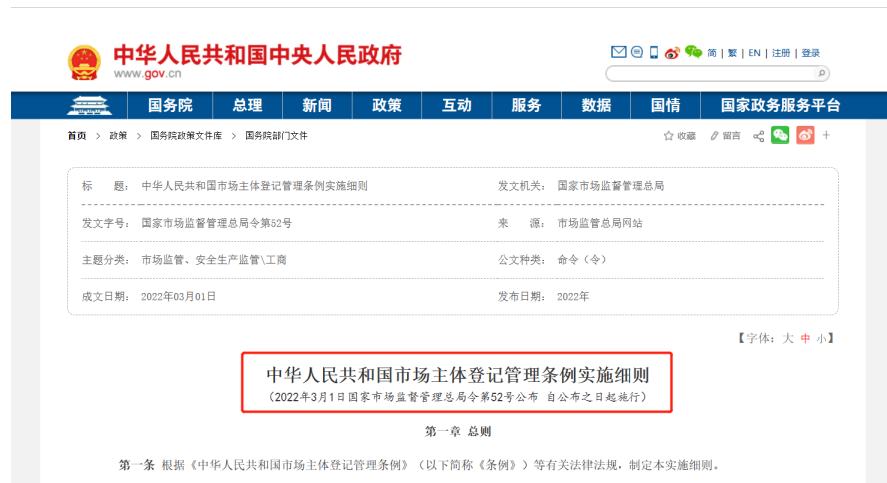 中华人民共和国中央人民政府
www.gov.cn
简 | 繁 | EN | 注册 | 登录
国务院 总理 新闻 政策 互动 服务 数据 国情 国家政务服务平台
首页 > 政策 > 国务院政策文件库 > 国务院部门文件
收藏 留言
标 题: 中华人民共和国市场主体登记管理条例实施细则 发文机关: 国家市场监督管理总局
发文字号: 国家市场监督管理总局令第52号 来 源: 市场监管总局网站
主题分类: 市场监管、安全生产监管\工商 公文种类: 命令（令）
成文日期: 2022年03月01日 发布日期: 2022年
【字体: 大 中 小】
中华人民共和国市场主体登记管理条例实施细则
（2022年3月1日国家市场监督管理总局令第52号公布 自公布之日起施行）
第一章 总则
第一条 根据《中华人民共和国市场主体登记管理条例》（以下简称《条例》）等有关法律法规，制定本实施细则。